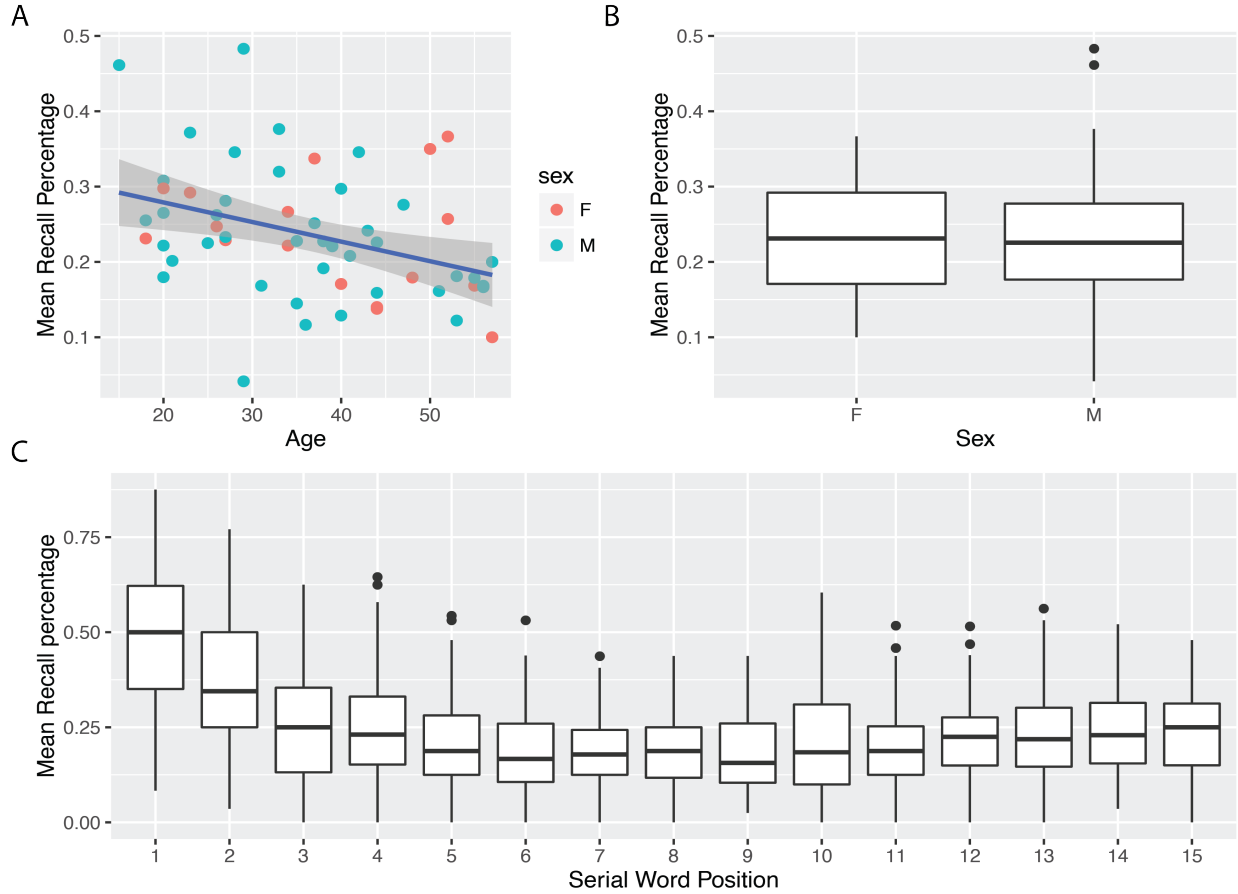 A
Mean Recall Percentage
0.5
0.4
0.3
0.2
0.1
20 30 40 50
Age
sex
F
M
B
Mean Recall Percentage
0.5
0.4
0.3
0.2
0.1
F M
Sex
C
Mean Recall percentage
0.75
0.50
0.25
0.00
1 2 3 4 5 6 7 8 9 10 11 12 13 14 15
Serial Word Position